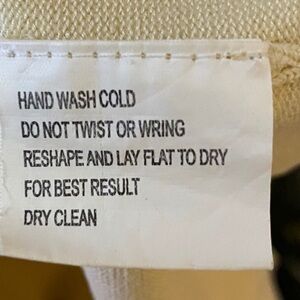 HAND WASH COLD
DO NOT TWIST OR WRING
RESHAPE AND LAY FLAT TO DRY
FOR BEST RESULT
DRY CLEAN